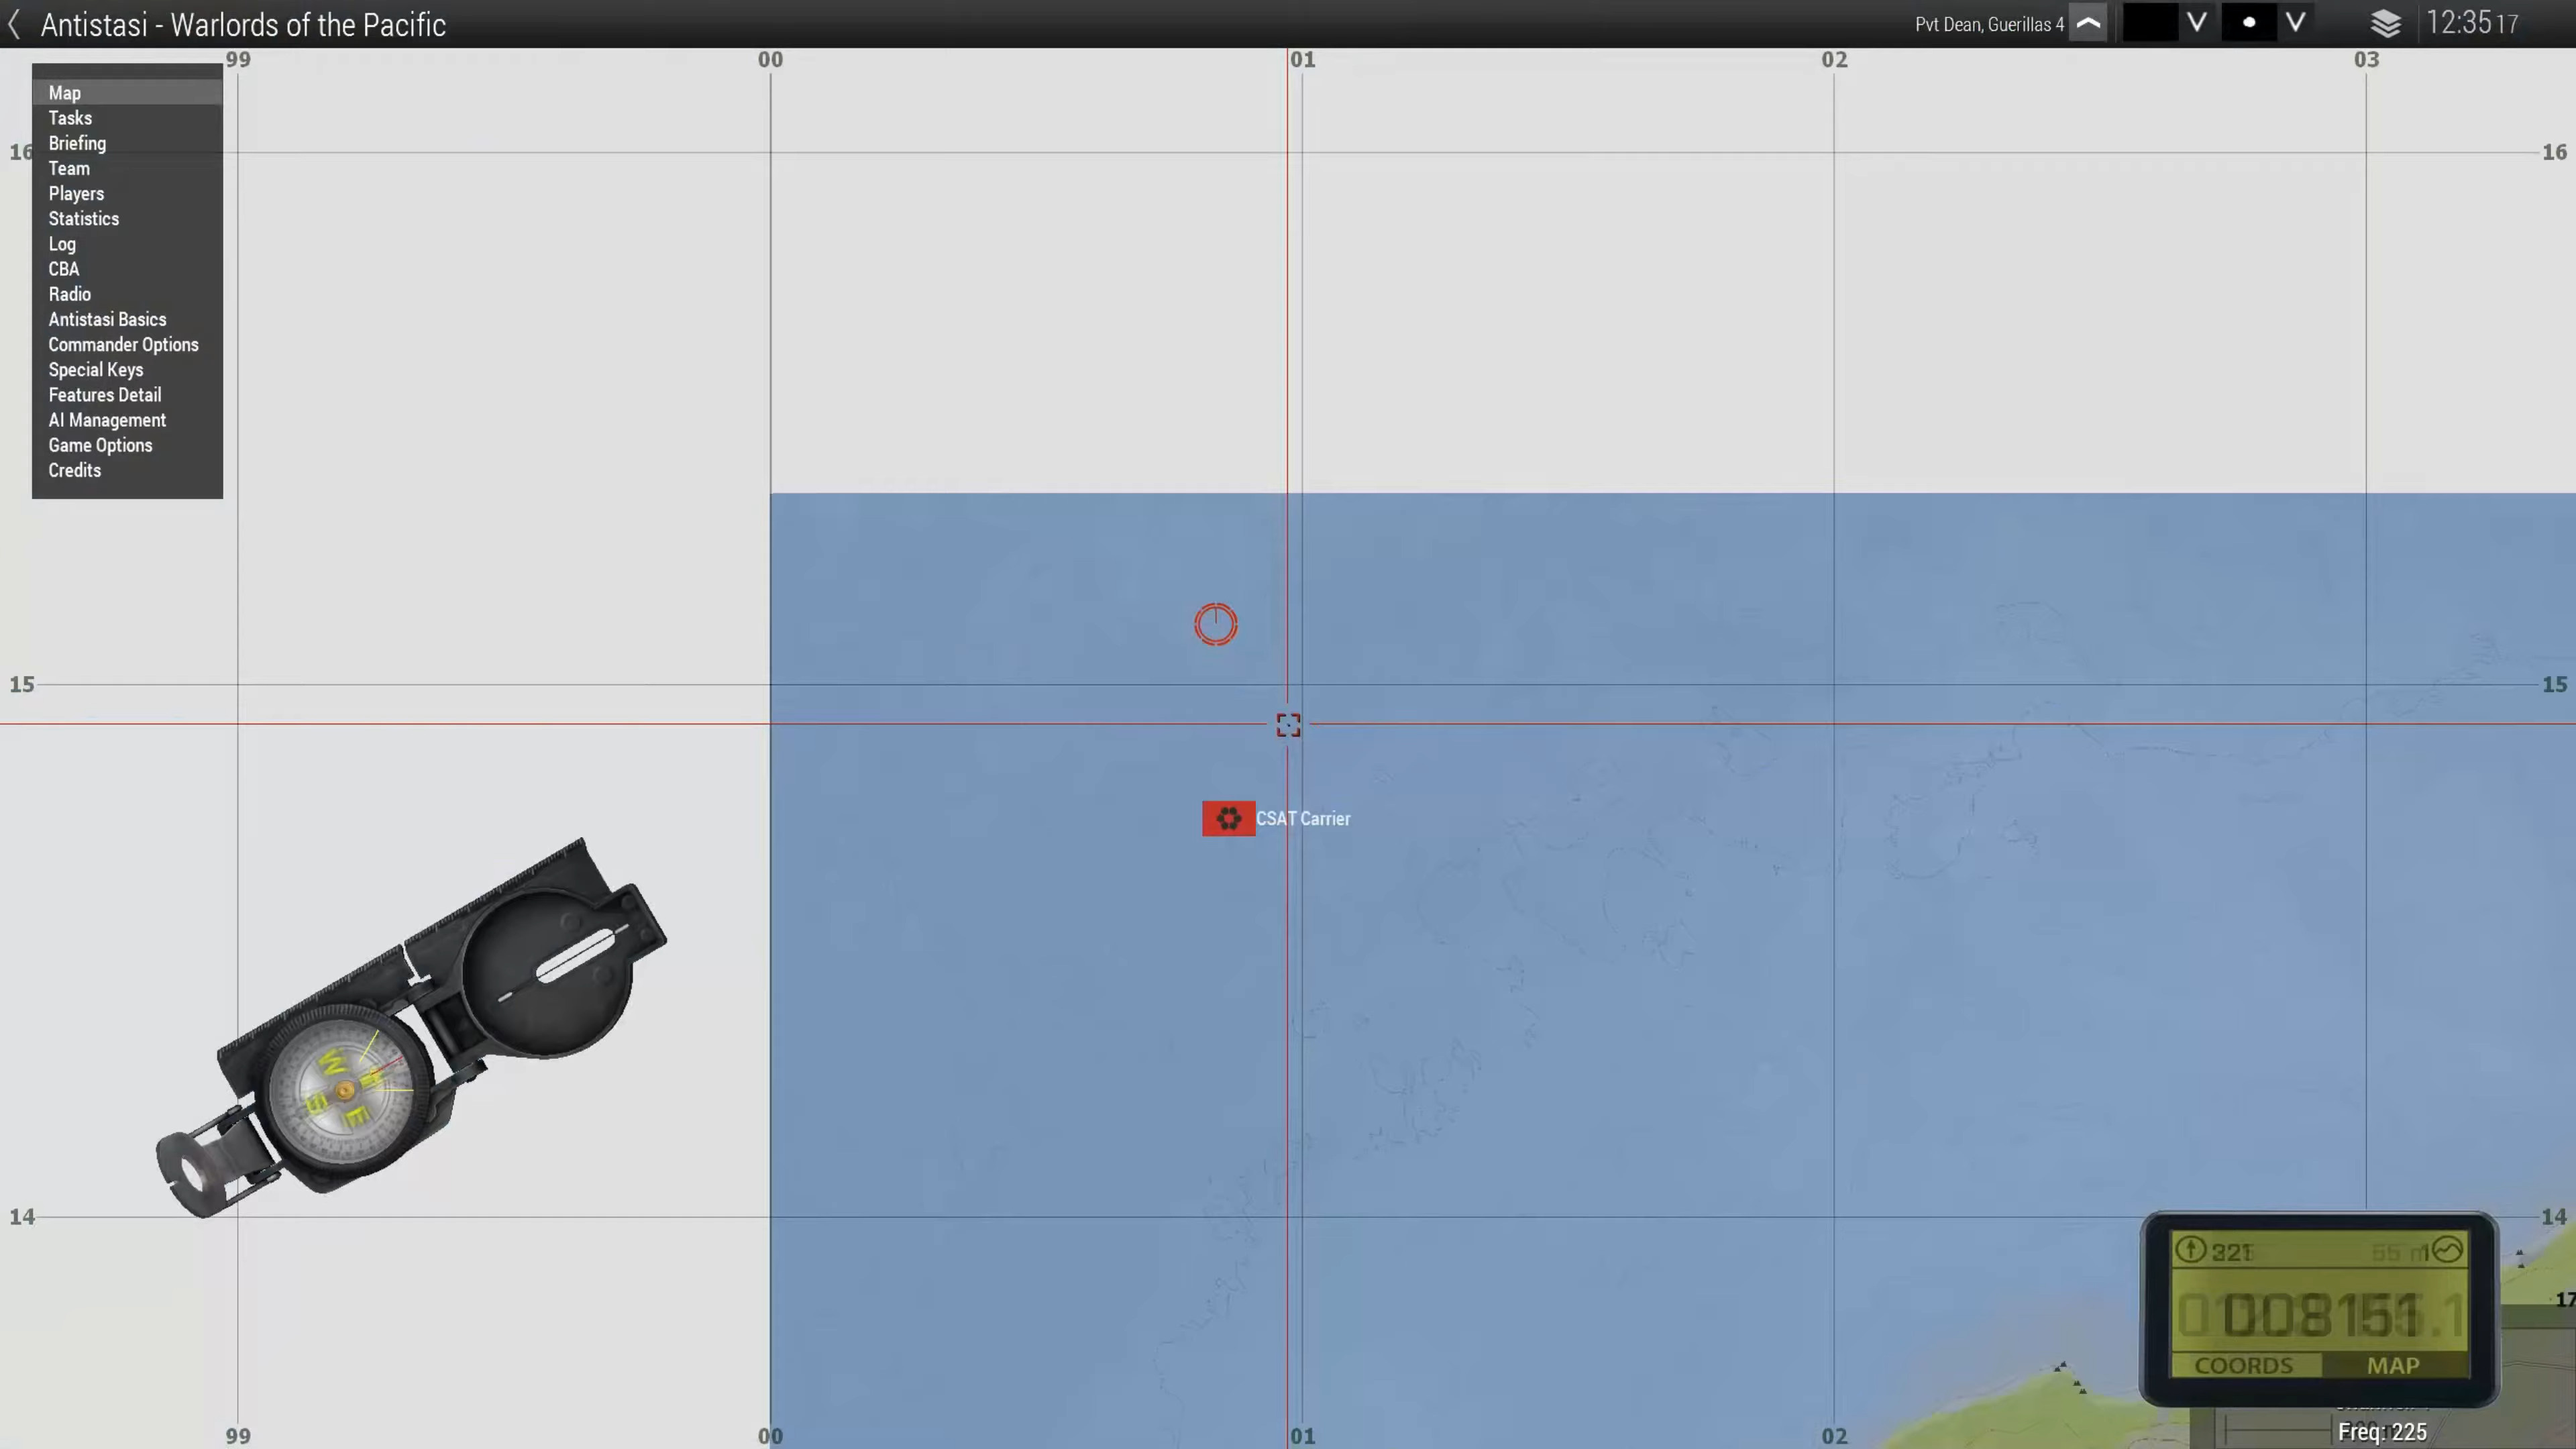 Antistasi - Warlords of the Pacific
Pvt Dean, Guerillas 4
12:35 17
99 00 01 02 03
Map
Tasks
Briefing
Team
Players
Statistics
Log
CBA
Radio
Antistasi Basics
Commander Options
Special Keys
Features Detail
AI Management
Game Options
Credits
16 16
15 15
CSAT Carrier
W
E
S
14 14
321
55 m
008151
COORDS MAP
17
Freq: 225
99 00 01 02